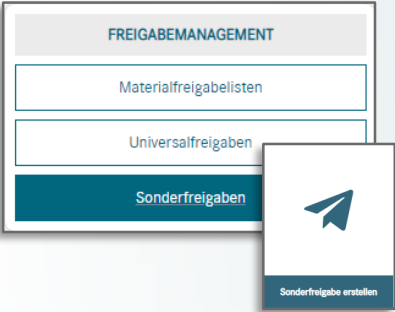 FREIGABEMANAGEMENT
Materialfreigabelisten
Universalfreigaben
Sonderfreigaben
Sonderfreigabe erstellen